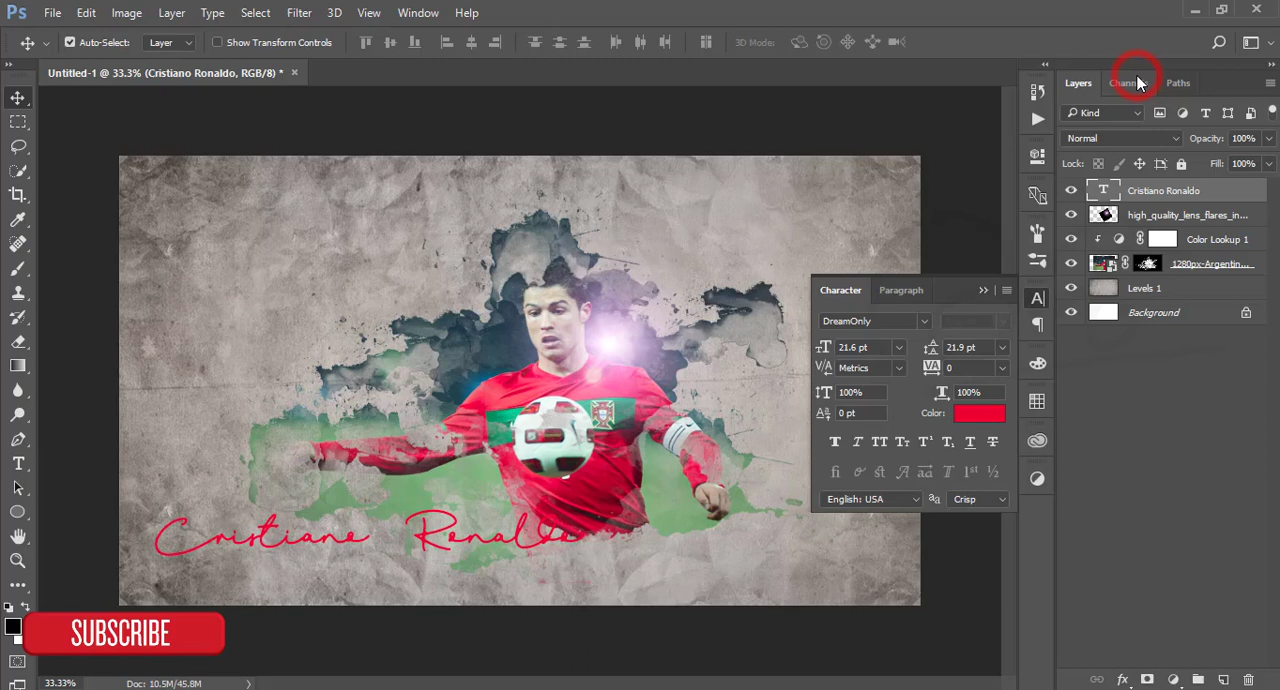 Ps File Edit Image Layer Type Select Filter 3D View Window Help
Auto-Select: Layer Show Transform Controls 3D Mode:
Untitled-1 @ 33.3% (Cristiano Ronaldo, RGB/8) * ×
Layers Paths
Kind
Normal Opacity: 100%
Lock: Fill: 100%
T Cristiano Ronaldo
high_quality_lens_flares_in...
Color Lookup 1
1280px-Argentin...
Levels 1
Background
Character Paragraph
DreamOnly
21.6 pt 21.9 pt
Metrics 0
100% 100%
0 pt Color:
English: USA Crisp
Cristiano Ronaldo
SUBSCRIBE
33.33% Doc: 10.5M/45.8M